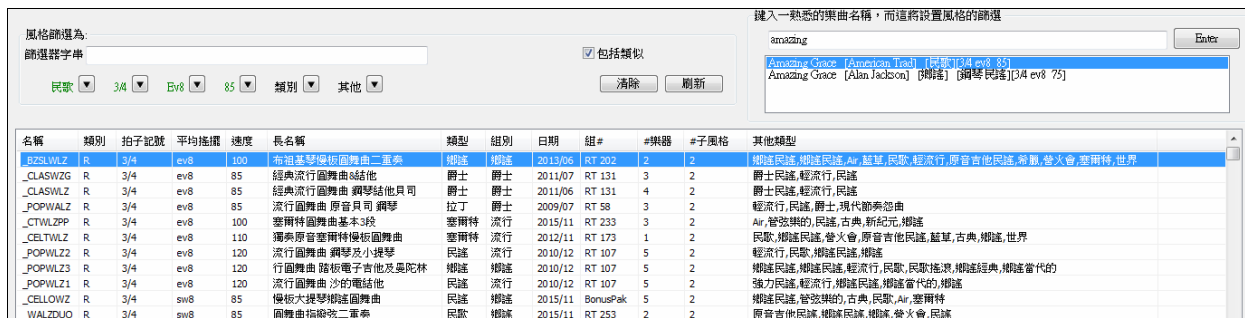 風格篩選為:
篩選器字串
包括類似
民歌 3/4 Ev8 85 類別 其他 清除 刷新
鍵入一熟悉的樂曲名稱,而這將設置風格的篩選
amazing Enter
Amazing Grace [American Trad] [民歌][3/4 ev8 85]
Amazing Grace [Alan Jackson] [鄉謠] [鋼琴民謠][3/4 ev8 75]
名稱 類別 拍子記號 平均搖擺 速度 長名稱 類型 組別 日期 組# #樂器 #子風格 其他類型
_BZSLWLZ R 3/4 ev8 100 布祖基琴慢板圓舞曲二重奏 鄉謠 鄉謠 2013/06 RT 202 2 2 鄉謠民謠,鄉謠民謠,Air,藍草,民歌,輕流行,原音吉他民謠,希臘,營火會,塞爾特,世界
_CLASWZG R 3/4 ev8 85 經典流行圓舞曲&結他 爵士 爵士 2011/07 RT 131 3 2 爵士民謠,輕流行,民謠
_CLASWLZ R 3/4 ev8 85 經典流行圓舞曲 鋼琴結他貝司 爵士 爵士 2011/06 RT 131 4 2 爵士民謠,輕流行,民謠
_POPWALZ R 3/4 ev8 85 流行圓舞曲 原音貝司 鋼琴 拉丁 爵士 2009/07 RT 58 3 2 輕流行,民謠,爵士,現代節奏怨曲
_CTWLZPP R 3/4 ev8 100 塞爾特圓舞曲基本3段 塞爾特 流行 2015/11 RT 233 3 2 Air,管弦樂的,民謠,古典,新紀元,鄉謠
_CELTWLZ R 3/4 ev8 110 獨奏原音塞爾特慢板圓舞曲 塞爾特 流行 2012/11 RT 173 1 2 民歌,鄉謠民謠,營火會,原音吉他民謠,藍草,古典,鄉謠,世界
_POPWLZ2 R 3/4 ev8 120 流行圓舞曲 鋼琴及小提琴 民謠 流行 2010/12 RT 107 5 2 輕流行,民歌,鄉謠民謠,鄉謠
_POPWLZ3 R 3/4 ev8 120 行圓舞曲 踏板電子吉他及曼陀林 鄉謠 鄉謠 2010/12 RT 107 5 2 鄉謠民謠,鄉謠民謠,輕流行,民歌,民歌搖滾,鄉謠經典,鄉謠當代的
_POPWLZ1 R 3/4 ev8 120 流行圓舞曲 沙的電結他 民謠 流行 2010/12 RT 107 5 2 強力民謠,輕流行,鄉謠民謠,鄉謠當代的,鄉謠
_CELLOWZ R 3/4 sw8 85 慢板大提琴鄉謠圓舞曲 民謠 鄉謠 2015/11 BonusPak 5 2 鄉謠民謠,管弦樂的,古典,民歌,Air,塞爾特
_WALZDUO R 3/4 sw8 85 圓舞曲指撥弦二重奏 民歌 鄉謠 2015/11 RT 253 2 2 原音吉他民謠,鄉謠民謠,鄉謠,營火會,民謠